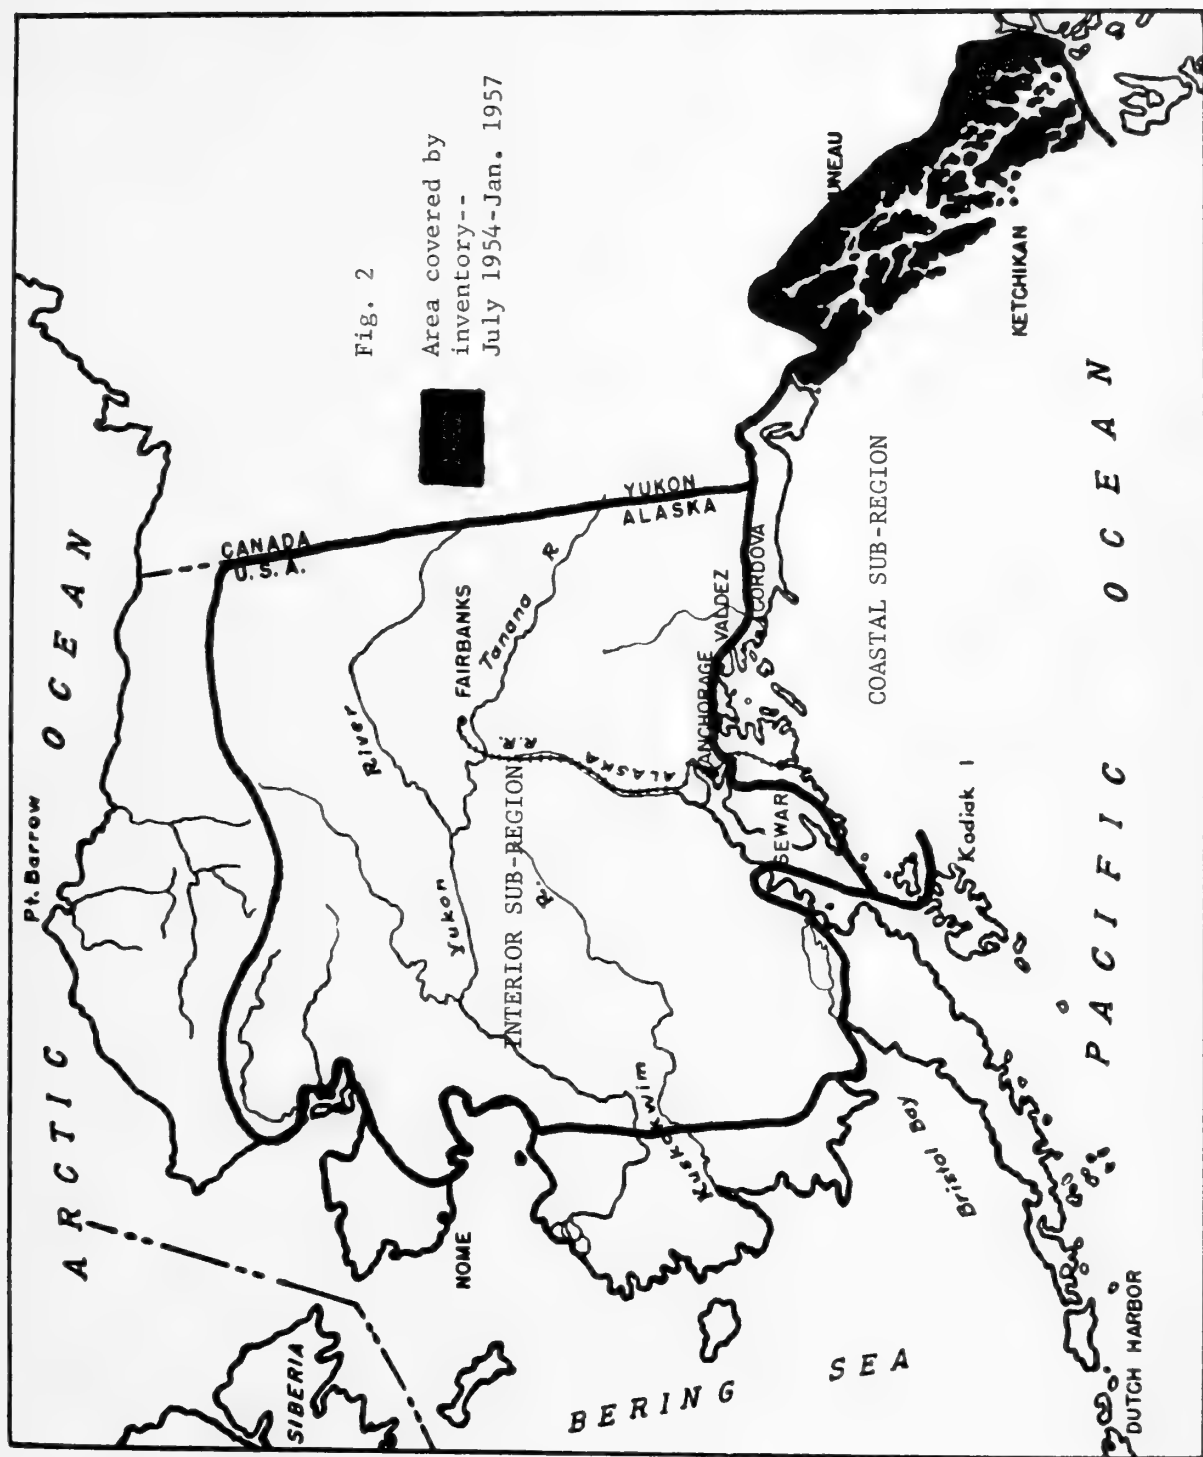 ARCTIC OCEAN
Pt. Barrow
Fig. 2
Area covered by
inventory--
July 1954-Jan. 1957
CANADA
U.S.A.
YUKON
ALASKA
SIBERIA
NOME
Yukon River
FAIRBANKS
Tanana R
INTERIOR SUB-REGION
ALASKA R.R.
R.
Kuskokwim
ANCHORAGE
VALDEZ
CORDOVA
SEWAR
UNEAU
KETCHIKAN
COASTAL SUB-REGION
Kodiak I
Bristol Bay
BERING SEA
DUTCH HARBOR
PACIFIC OCEAN